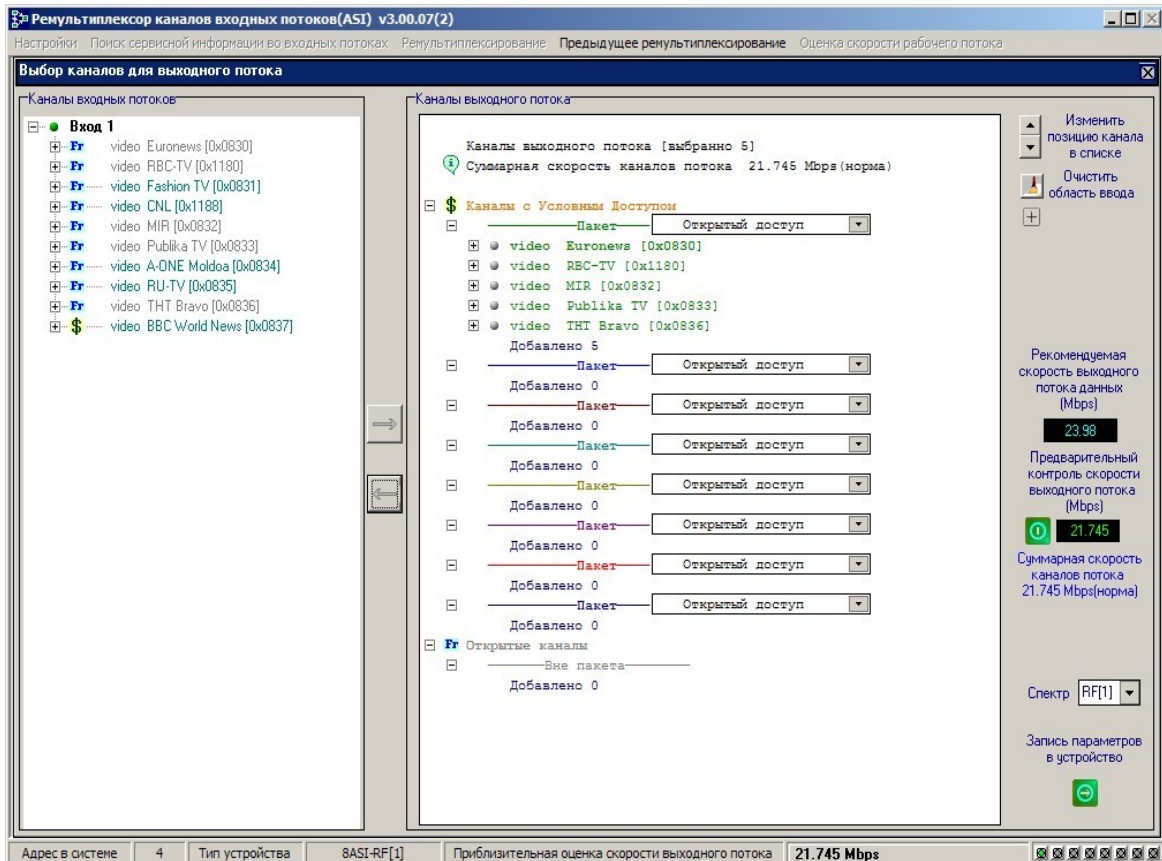 Ремультиплексор каналов входных потоков(ASI) v3.00.07(2)
Настройки Поиск сервисной информации во входных потоках Ремультиплексирование Предыдущее ремультиплексирование Оценка скорости рабочего потока
Выбор каналов для выходного потока
Каналы входных потоков
Вход 1
Fr video Euronews [0x0830]
Fr video RBC-TV [0x1180]
Fr video Fashion TV [0x0831]
Fr video CNL [0x1188]
Fr video MIR [0x0832]
Fr video Publika TV [0x0833]
Fr video A-ONE Moldoa [0x0834]
Fr video RU-TV [0x0835]
Fr video THT Bravo [0x0836]
$ video BBC World News [0x0837]
Каналы выходного потока
Каналы выходного потока [выбранно 5]
Суммарная скорость каналов потока 21.745 Mbps(норма)
$ Каналы с Условным Доступом
Пакет Открытый доступ
video Euronews [0x0830]
video RBC-TV [0x1180]
video MIR [0x0832]
video Publika TV [0x0833]
video THT Bravo [0x0836]
Добавлено 5
Пакет Открытый доступ
Добавлено 0
Пакет Открытый доступ
Добавлено 0
Пакет Открытый доступ
Добавлено 0
Пакет Открытый доступ
Добавлено 0
Пакет Открытый доступ
Добавлено 0
Пакет Открытый доступ
Добавлено 0
Пакет Открытый доступ
Добавлено 0
Fr Открытые каналы
Вне пакета
Добавлено 0
Изменить
позицию канала
в списке
Очистить
область ввода
Рекомендуемая
скорость выходного
потока данных
(Mbps)
23.98
Предварительный
контроль скорости
выходного потока
(Mbps)
21.745
Суммарная скорость
каналов потока
21.745 Mbps(норма)
Спектр RF[1]
Запись параметров
в устройство
Адрес в системе 4 Тип устройства 8ASI-RF[1] Приблизительная оценка скорости выходного потока 21.745 Mbps